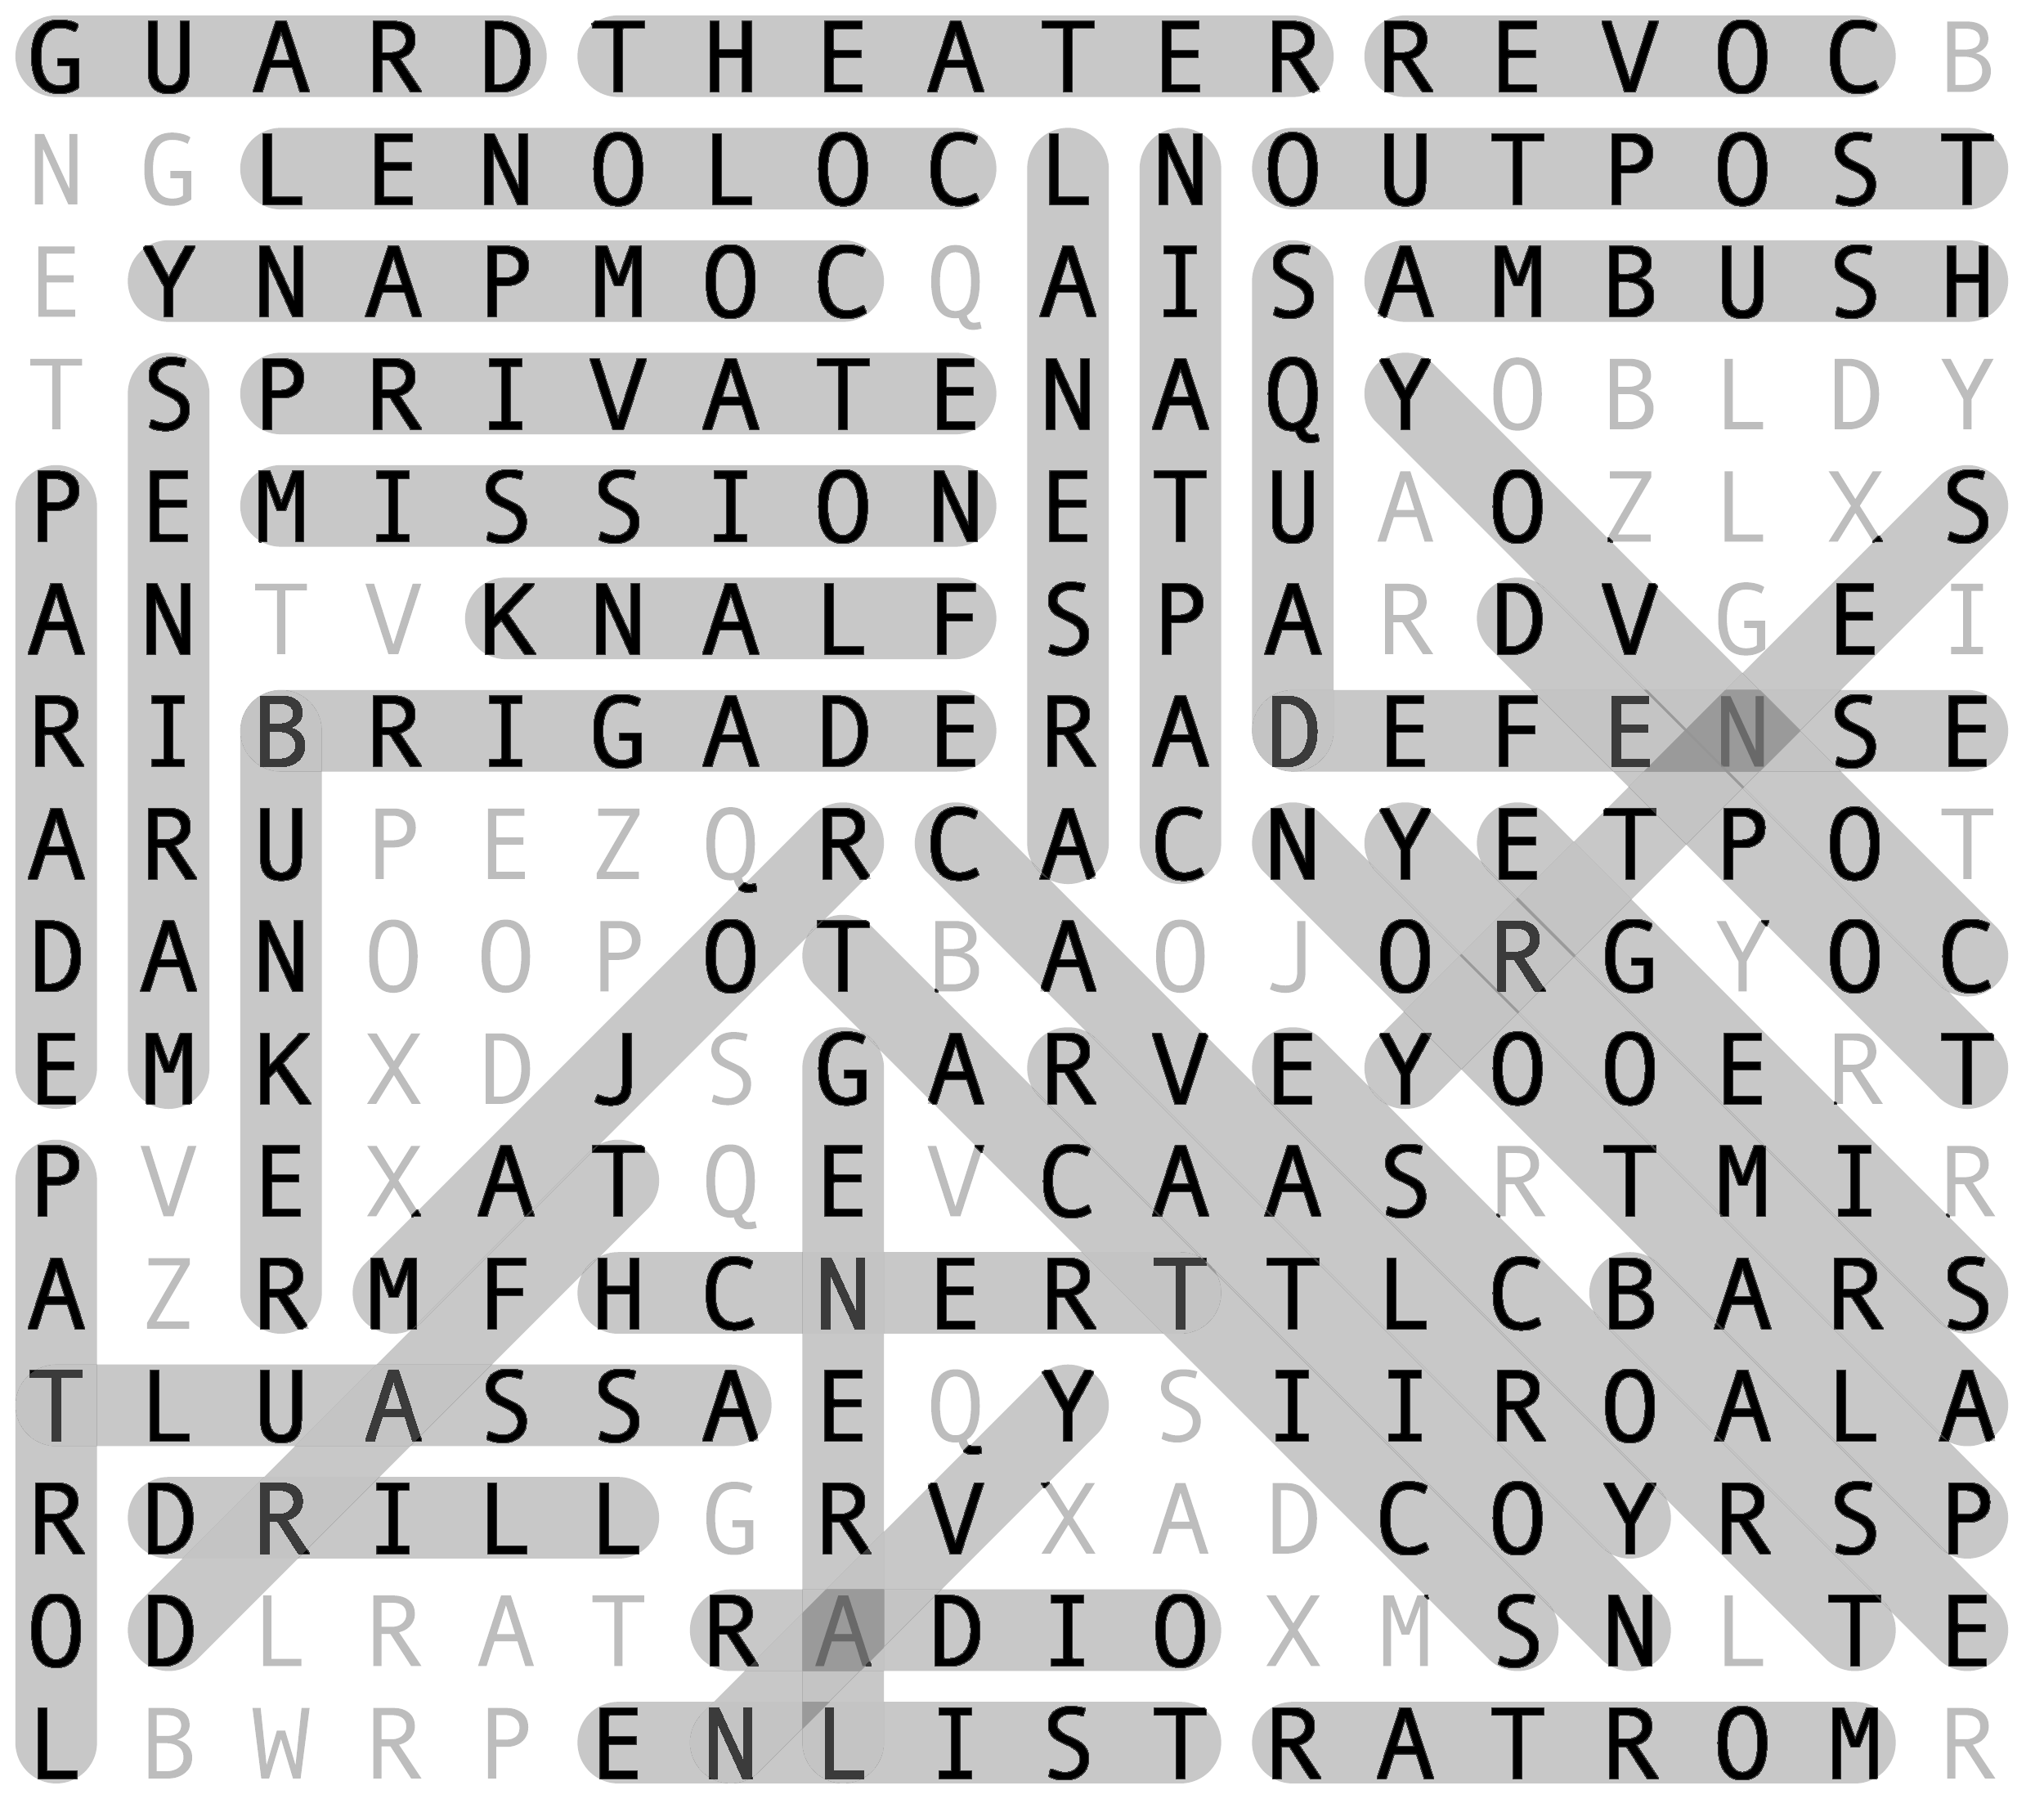 G U A R D T H E A T E R R E V O C B
N G L E N O L O C L N O U T P O S T
E Y N A P M O C Q A I S A M B U S H
T S P R I V A T E N A Q Y O B L D Y
P E M I S S I O N E T U A O Z L X S
A N T V K N A L F S P A R D V G E I
R I B R I G A D E R A D E F E N S E
A R U P E Z Q R C A C N Y E T P O T
D A N O O P O T B A O J O R G Y O C
E M K X D J S G A R V E Y O O E R T
P V E X A T Q E V C A A S R T M I R
A Z R M F H C N E R T T L C B A R S
T L U A S S A E Q Y S I I R O A L A
R D R I L L G R V X A D C O Y R S P
O D L R A T R A D I O X M S N L T E
L B W R P E N L I S T R A T R O M R